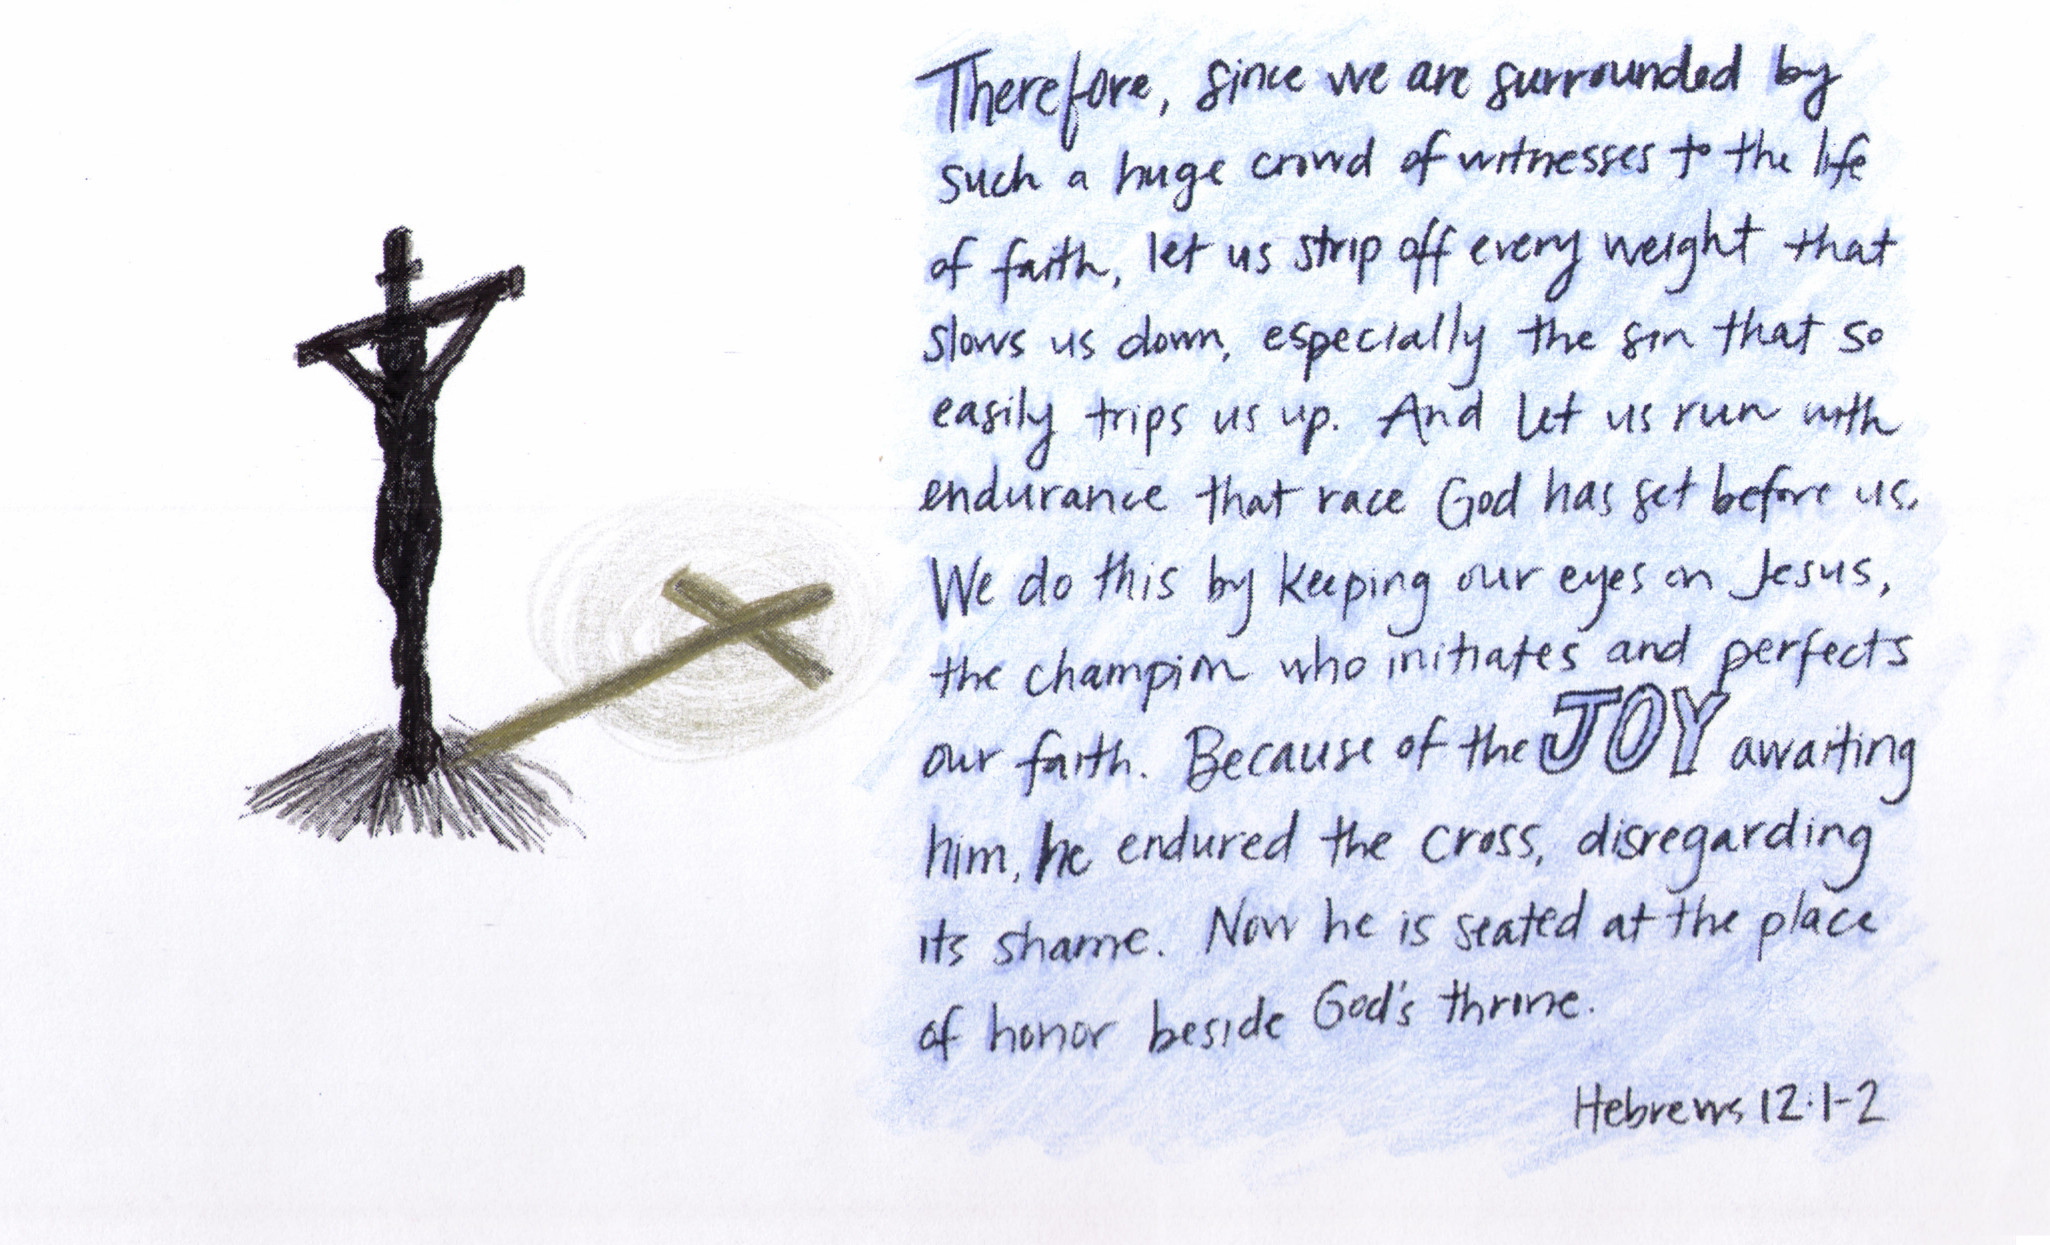 Therefore, since we are surrounded by
such a huge crowd of witnesses to the life
of faith, let us strip off every weight that
slows us down, especially the sin that so
easily trips us up. And let us run with
endurance that race God has set before us.
We do this by keeping our eyes on Jesus,
the champion who initiates and perfects
our faith. Because of the JOY awaiting
him, he endured the cross, disregarding
its shame. Now he is seated at the place
of honor beside God's throne.
Hebrews 12:1-2